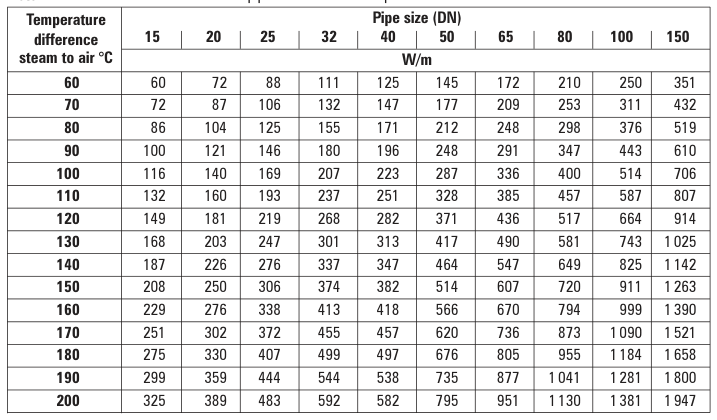 Temperature difference steam to air °C Pipe size (DN)
15 20 25 32 40 50 65 80 100 150
W/m
60 60 72 88 111 125 145 172 210 250 351
70 72 87 106 132 147 177 209 253 311 432
80 86 104 125 155 171 212 248 298 376 519
90 100 121 146 180 196 248 291 347 443 610
100 116 140 169 207 223 287 336 400 514 706
110 132 160 193 237 251 328 385 457 587 807
120 149 181 219 268 282 371 436 517 664 914
130 168 203 247 301 313 417 490 581 743 1 025
140 187 226 276 337 347 464 547 649 825 1 142
150 208 250 306 374 382 514 607 720 911 1 263
160 229 276 338 413 418 566 670 794 999 1 390
170 251 302 372 455 457 620 736 873 1 090 1 521
180 275 330 407 499 497 676 805 955 1 184 1 658
190 299 359 444 544 538 735 877 1 041 1 281 1 800
200 325 389 483 592 582 795 951 1 130 1 381 1 947